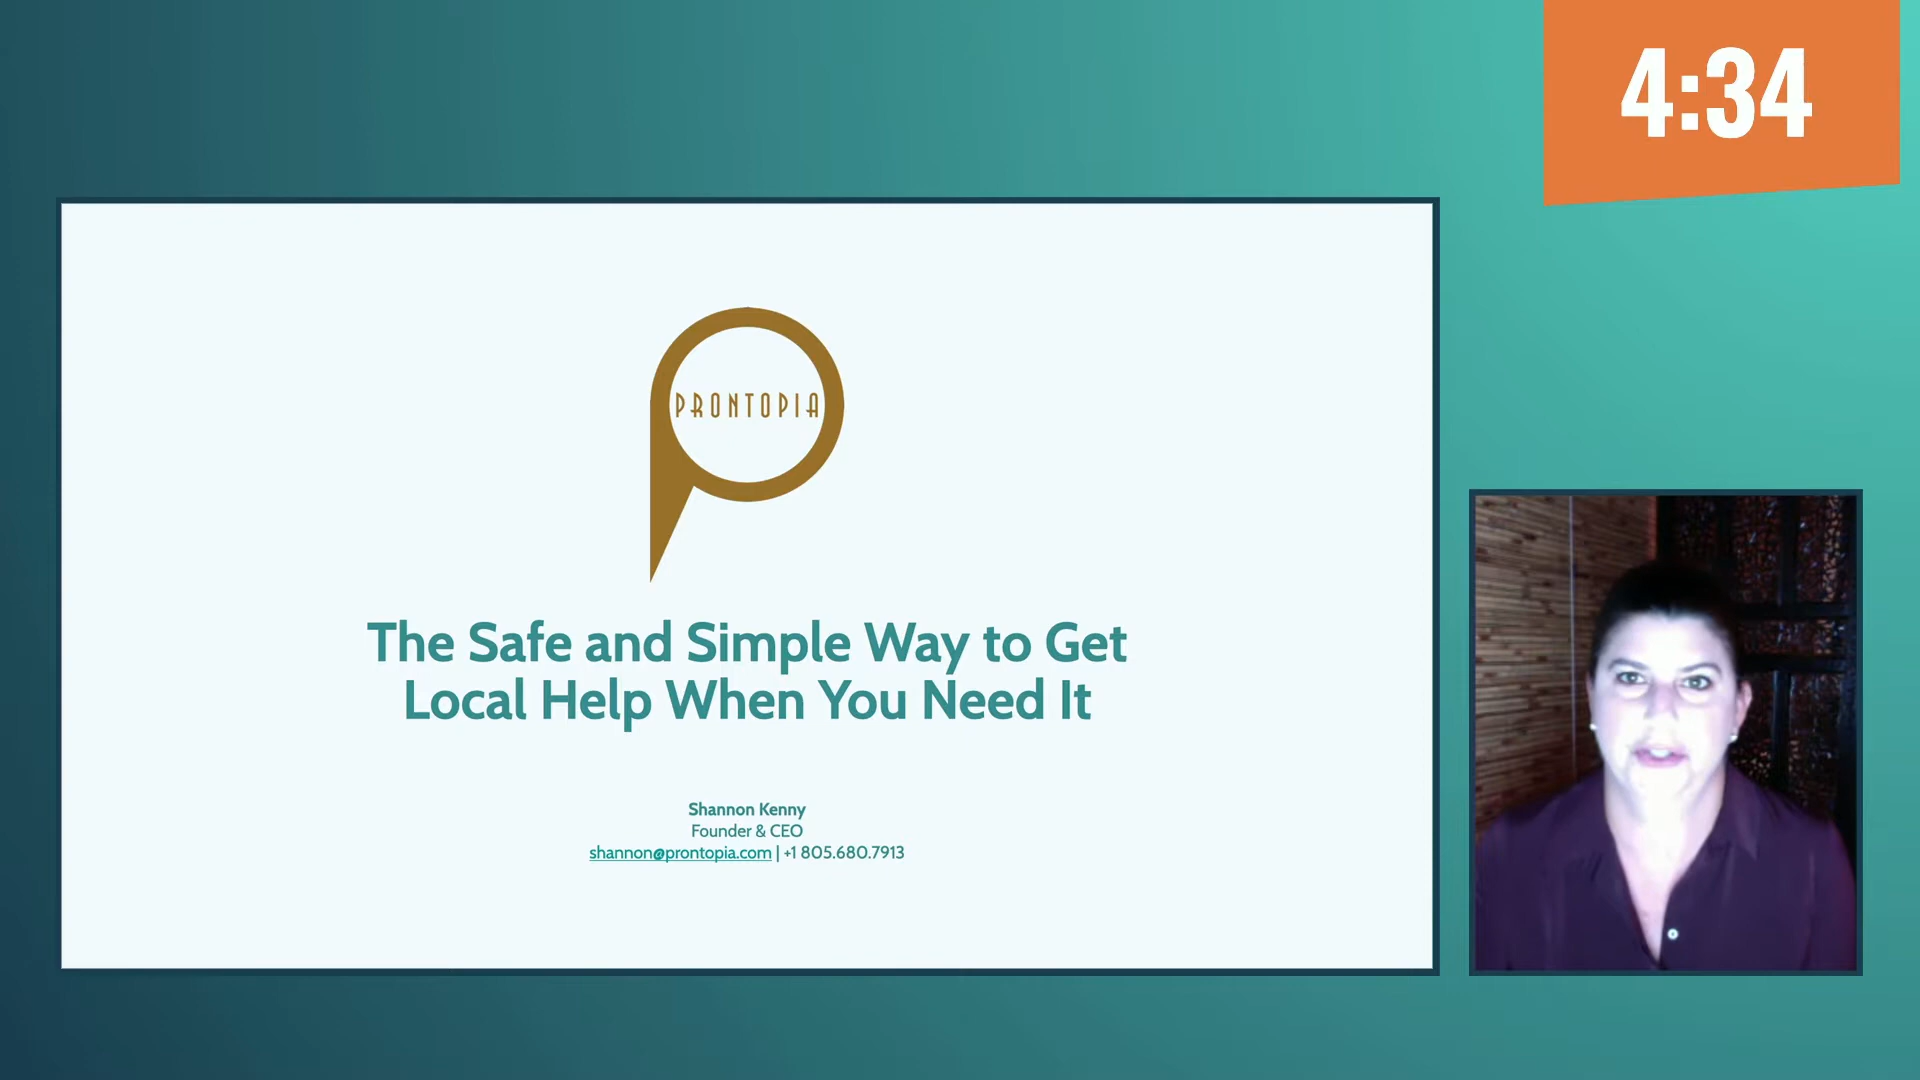 4:34
PRONTOPIA
The Safe and Simple Way to Get
Local Help When You Need It
Shannon Kenny
Founder & CEO
shannon@prontopia.com | +1 805.680.7913